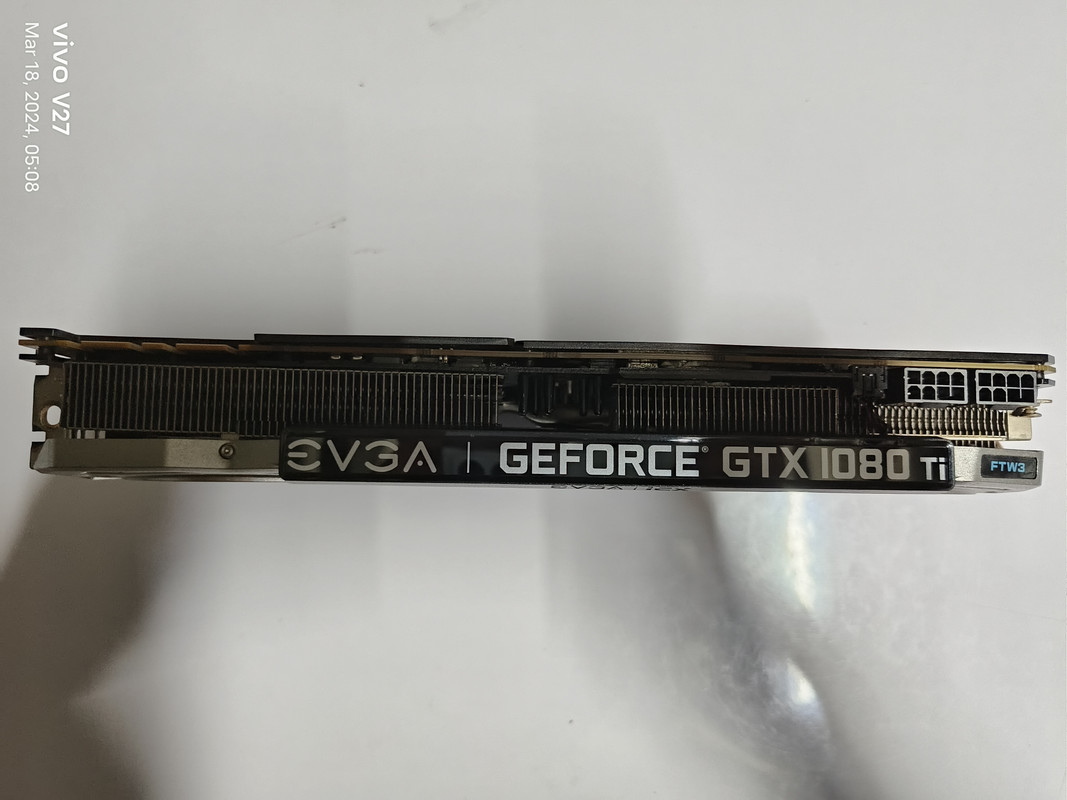 vivo V27
Mar 18, 2024, 05:08
EVGA | GEFORCE® GTX 1080 Ti
FTW3